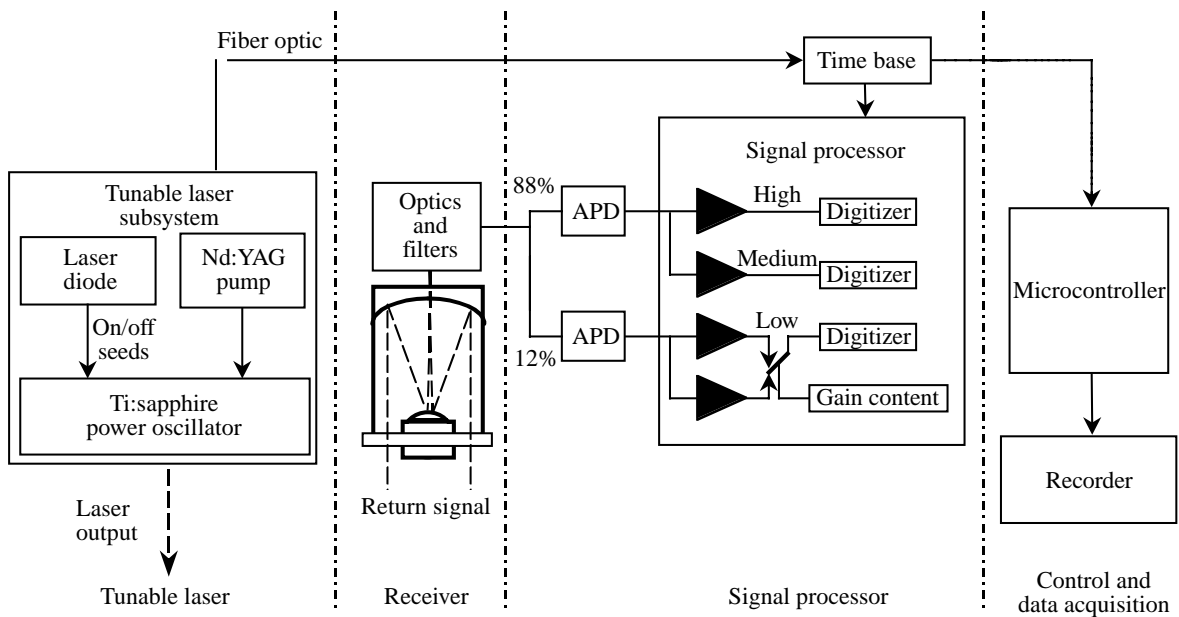 Fiber optic
Time base
Tunable laser
subsystem
Laser
diode
Nd:YAG
pump
On/off
seeds
Ti:sapphire
power oscillator
Laser
output
Tunable laser
Optics
and
filters
Return signal
Receiver
88%
12%
APD
APD
Signal processor
High
Digitizer
Medium
Digitizer
Low
Digitizer
Gain content
Signal processor
Microcontroller
Recorder
Control and
data acquisition